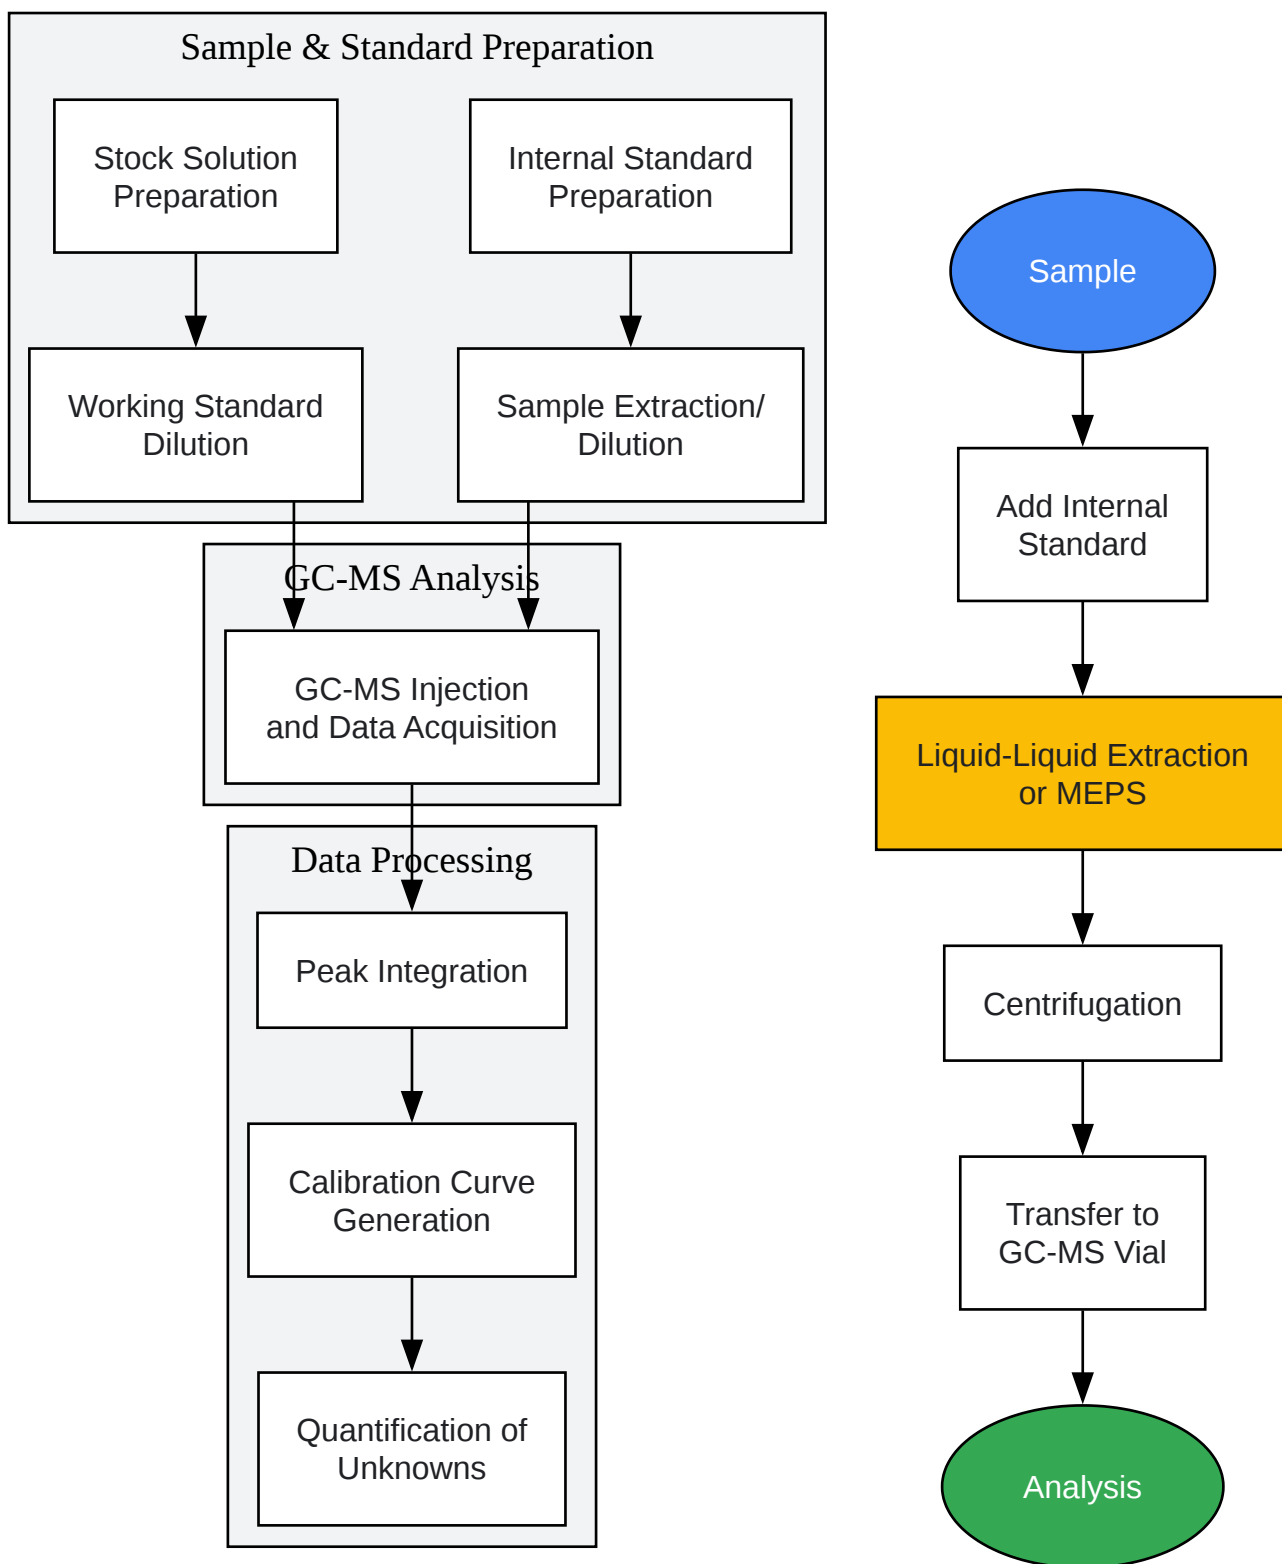 Sample & Standard Preparation
Stock Solution
Preparation
Internal Standard
Preparation
Working Standard
Dilution
Sample Extraction/
Dilution
GC-MS Analysis
GC-MS Injection
and Data Acquisition
Data Processing
Peak Integration
Calibration Curve
Generation
Quantification of
Unknowns
Sample
Add Internal
Standard
Liquid-Liquid Extraction
or MEPS
Centrifugation
Transfer to
GC-MS Vial
Analysis